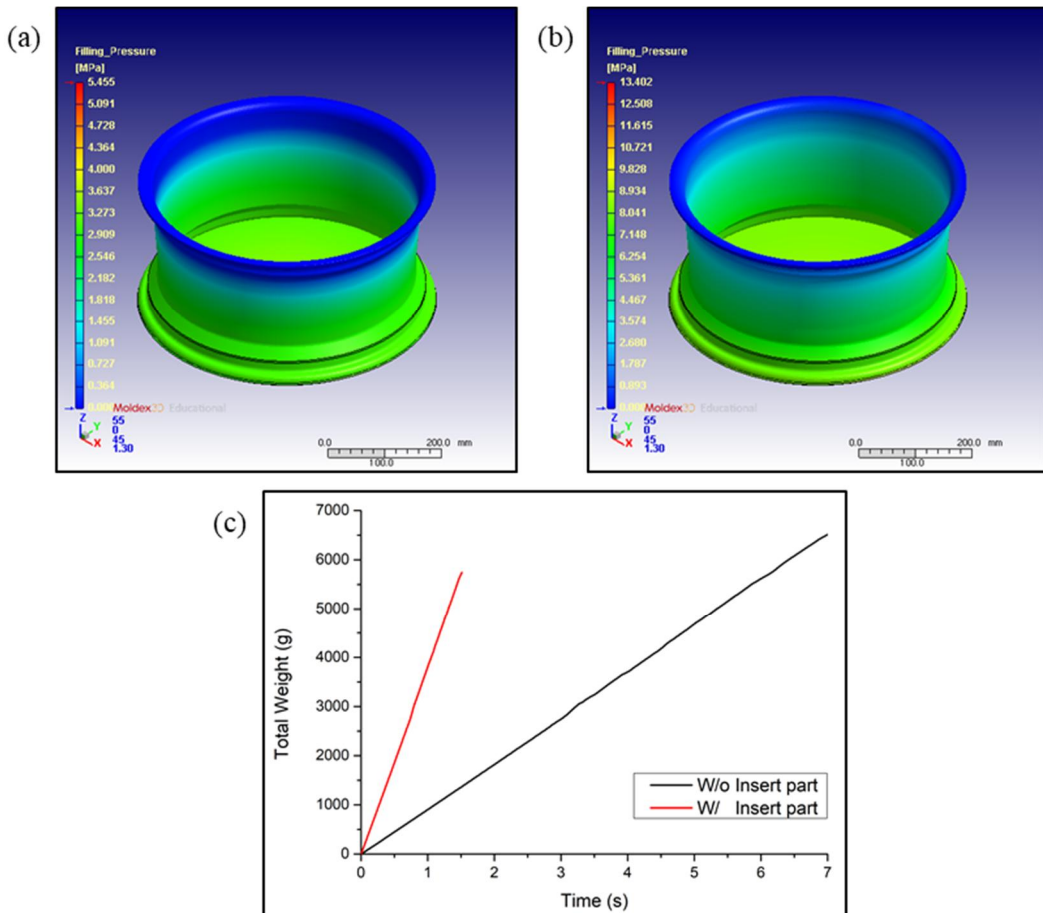 (a)
Filling_Pressure
[MPa]
5.455
5.091
4.728
4.364
4.000
3.637
3.273
2.909
2.546
2.182
1.818
1.455
1.091
0.727
0.364
Moldex3D Educational
Z
Y
X
55
0
45
1.30
0.0 200.0 mm
100.0
(b)
Filling_Pressure
[MPa]
13.402
12.508
11.615
10.721
9.828
8.934
8.041
7.148
6.254
5.361
4.467
3.574
2.680
1.787
0.893
Moldex3D Educational
Z
Y
X
55
0
45
1.30
0.0 200.0 mm
100.0
(c)
Total Weight (g)
7000
6000
5000
4000
3000
2000
1000
0
W/o Insert part
W/ Insert part
0 1 2 3 4 5 6 7
Time (s)